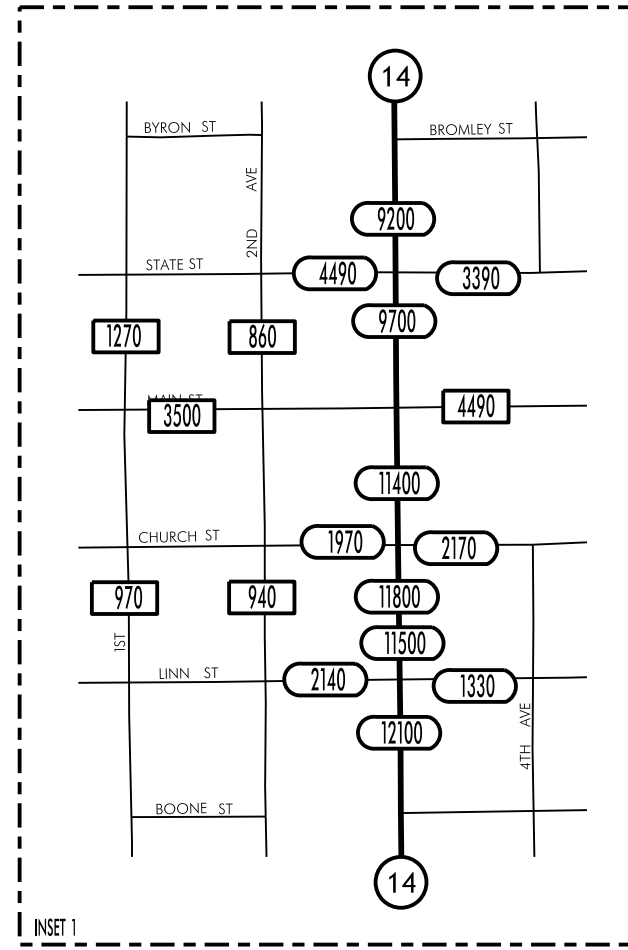 14
BYRON ST
BROMLEY ST
2ND AVE
9200
STATE ST
4490
3390
1270
860
9700
MAIN ST
3500
4490
11400
CHURCH ST
1970
2170
970
940
11800
1ST
11500
LINN ST
2140
1330
4TH AVE
12100
BOONE ST
14
INSET 1